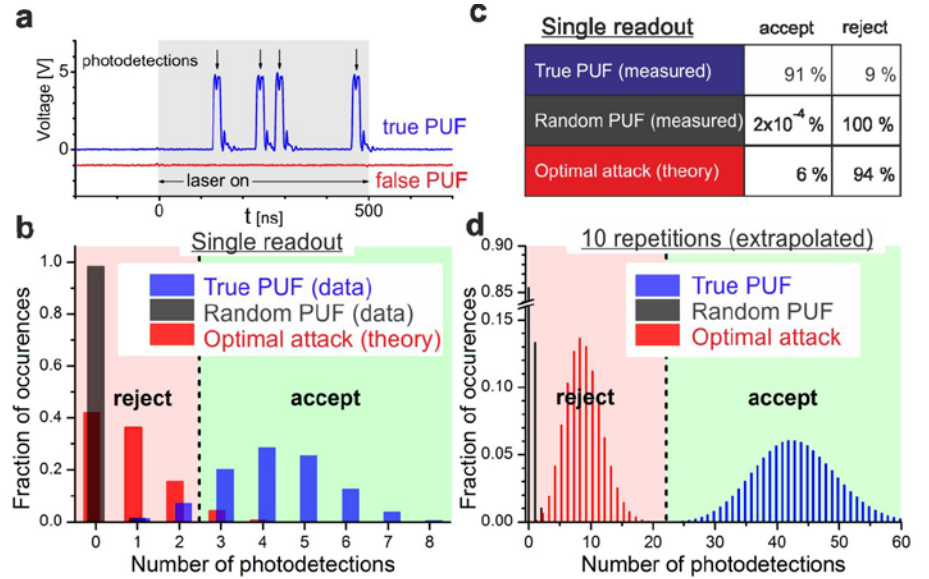 a
photodetections
Voltage [V]
5
0
true PUF
false PUF
laser on
0
500
t [ns]
c
Single readout
accept
reject
True PUF (measured)
91 %
9 %
Random PUF (measured)
2x10⁻⁴ %
100 %
Optimal attack (theory)
6 %
94 %
b
Single readout
True PUF (data)
Random PUF (data)
Optimal attack (theory)
reject
accept
Fraction of occurences
1.0
0.8
0.6
0.4
0.2
0.0
0 1 2 3 4 5 6 7 8
Number of photodetections
d
10 repetitions (extrapolated)
True PUF
Random PUF
Optimal attack
reject
accept
Fraction of occurences
0.90
0.85
0.15
0.10
0.05
0.00
0 10 20 30 40 50 60
Number of photodetections